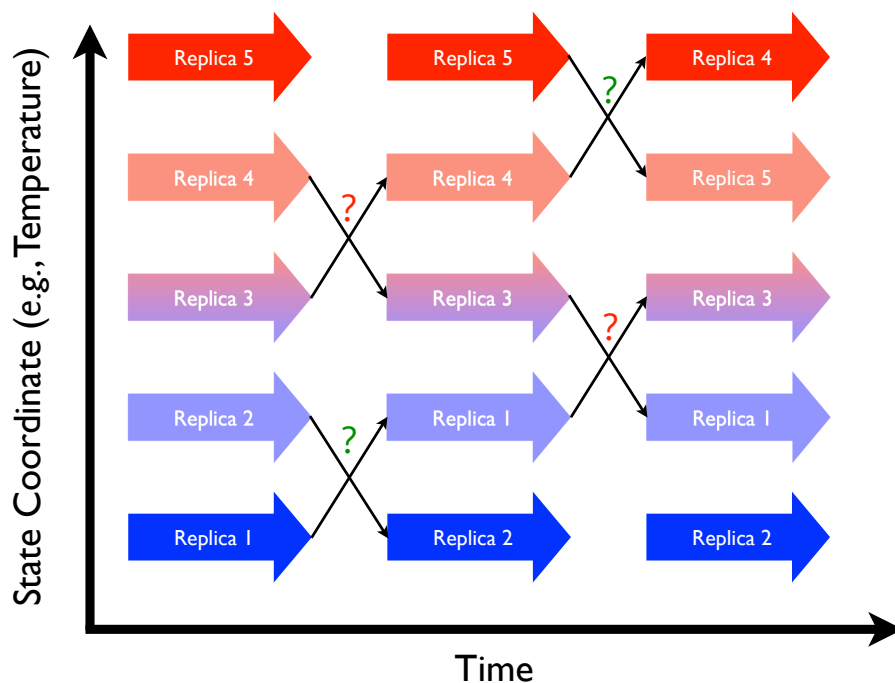 State Coordinate (e.g., Temperature)
Replica 5
Replica 5
Replica 4
?
Replica 4
Replica 4
Replica 5
?
Replica 3
Replica 3
Replica 3
?
Replica 2
Replica 1
Replica 1
?
Replica 1
Replica 2
Replica 2
Time